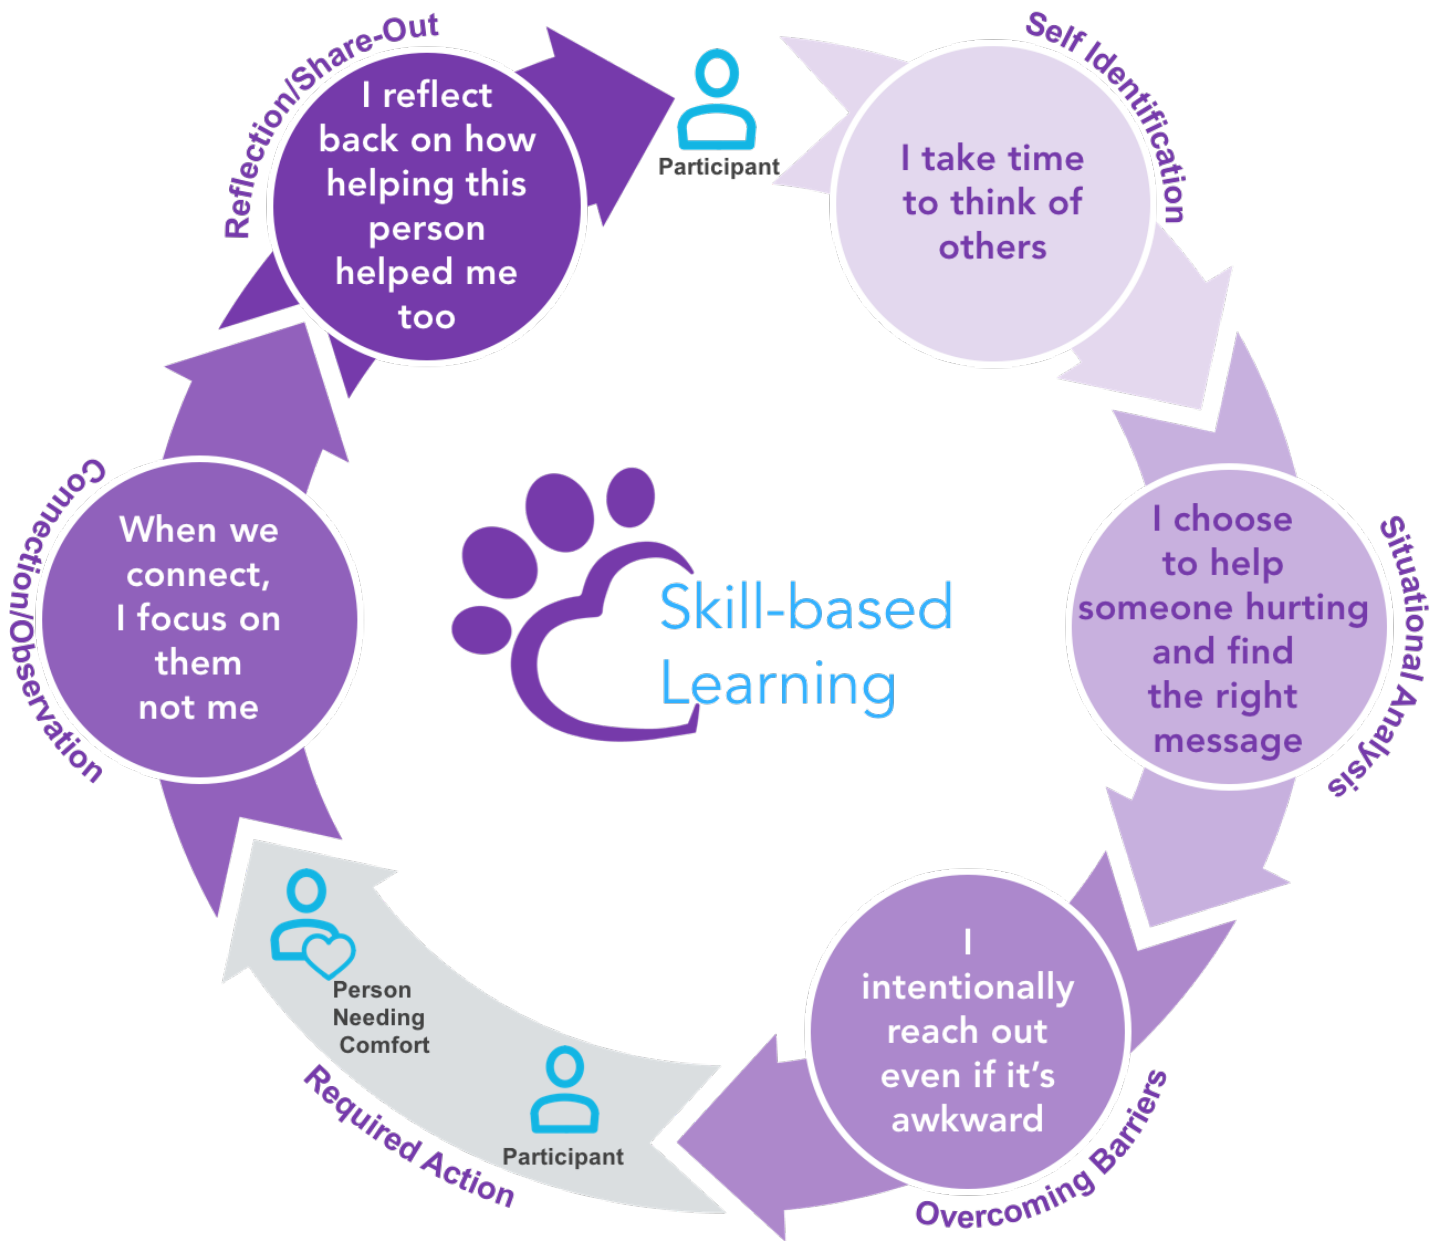 Participant
Self Identification
I take time
to think of
others
Situational Analysis
I choose
to help
someone hurting
and find
the right
message
Overcoming Barriers
I
intentionally
reach out
even if it's
awkward
Required Action
Participant
Person
Needing
Comfort
Connection/Observation
When we
connect,
I focus on
them
not me
Reflection/Share-Out
I reflect
back on how
helping this
person
helped me
too
Skill-based
Learning